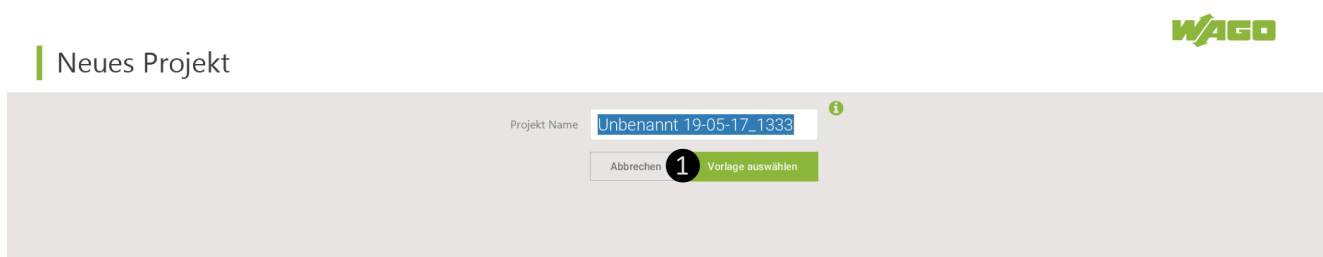 WAGO
Neues Projekt
Projekt Name Unbenannt 19-05-17_1333
Abbrechen 1 Vorlage auswählen